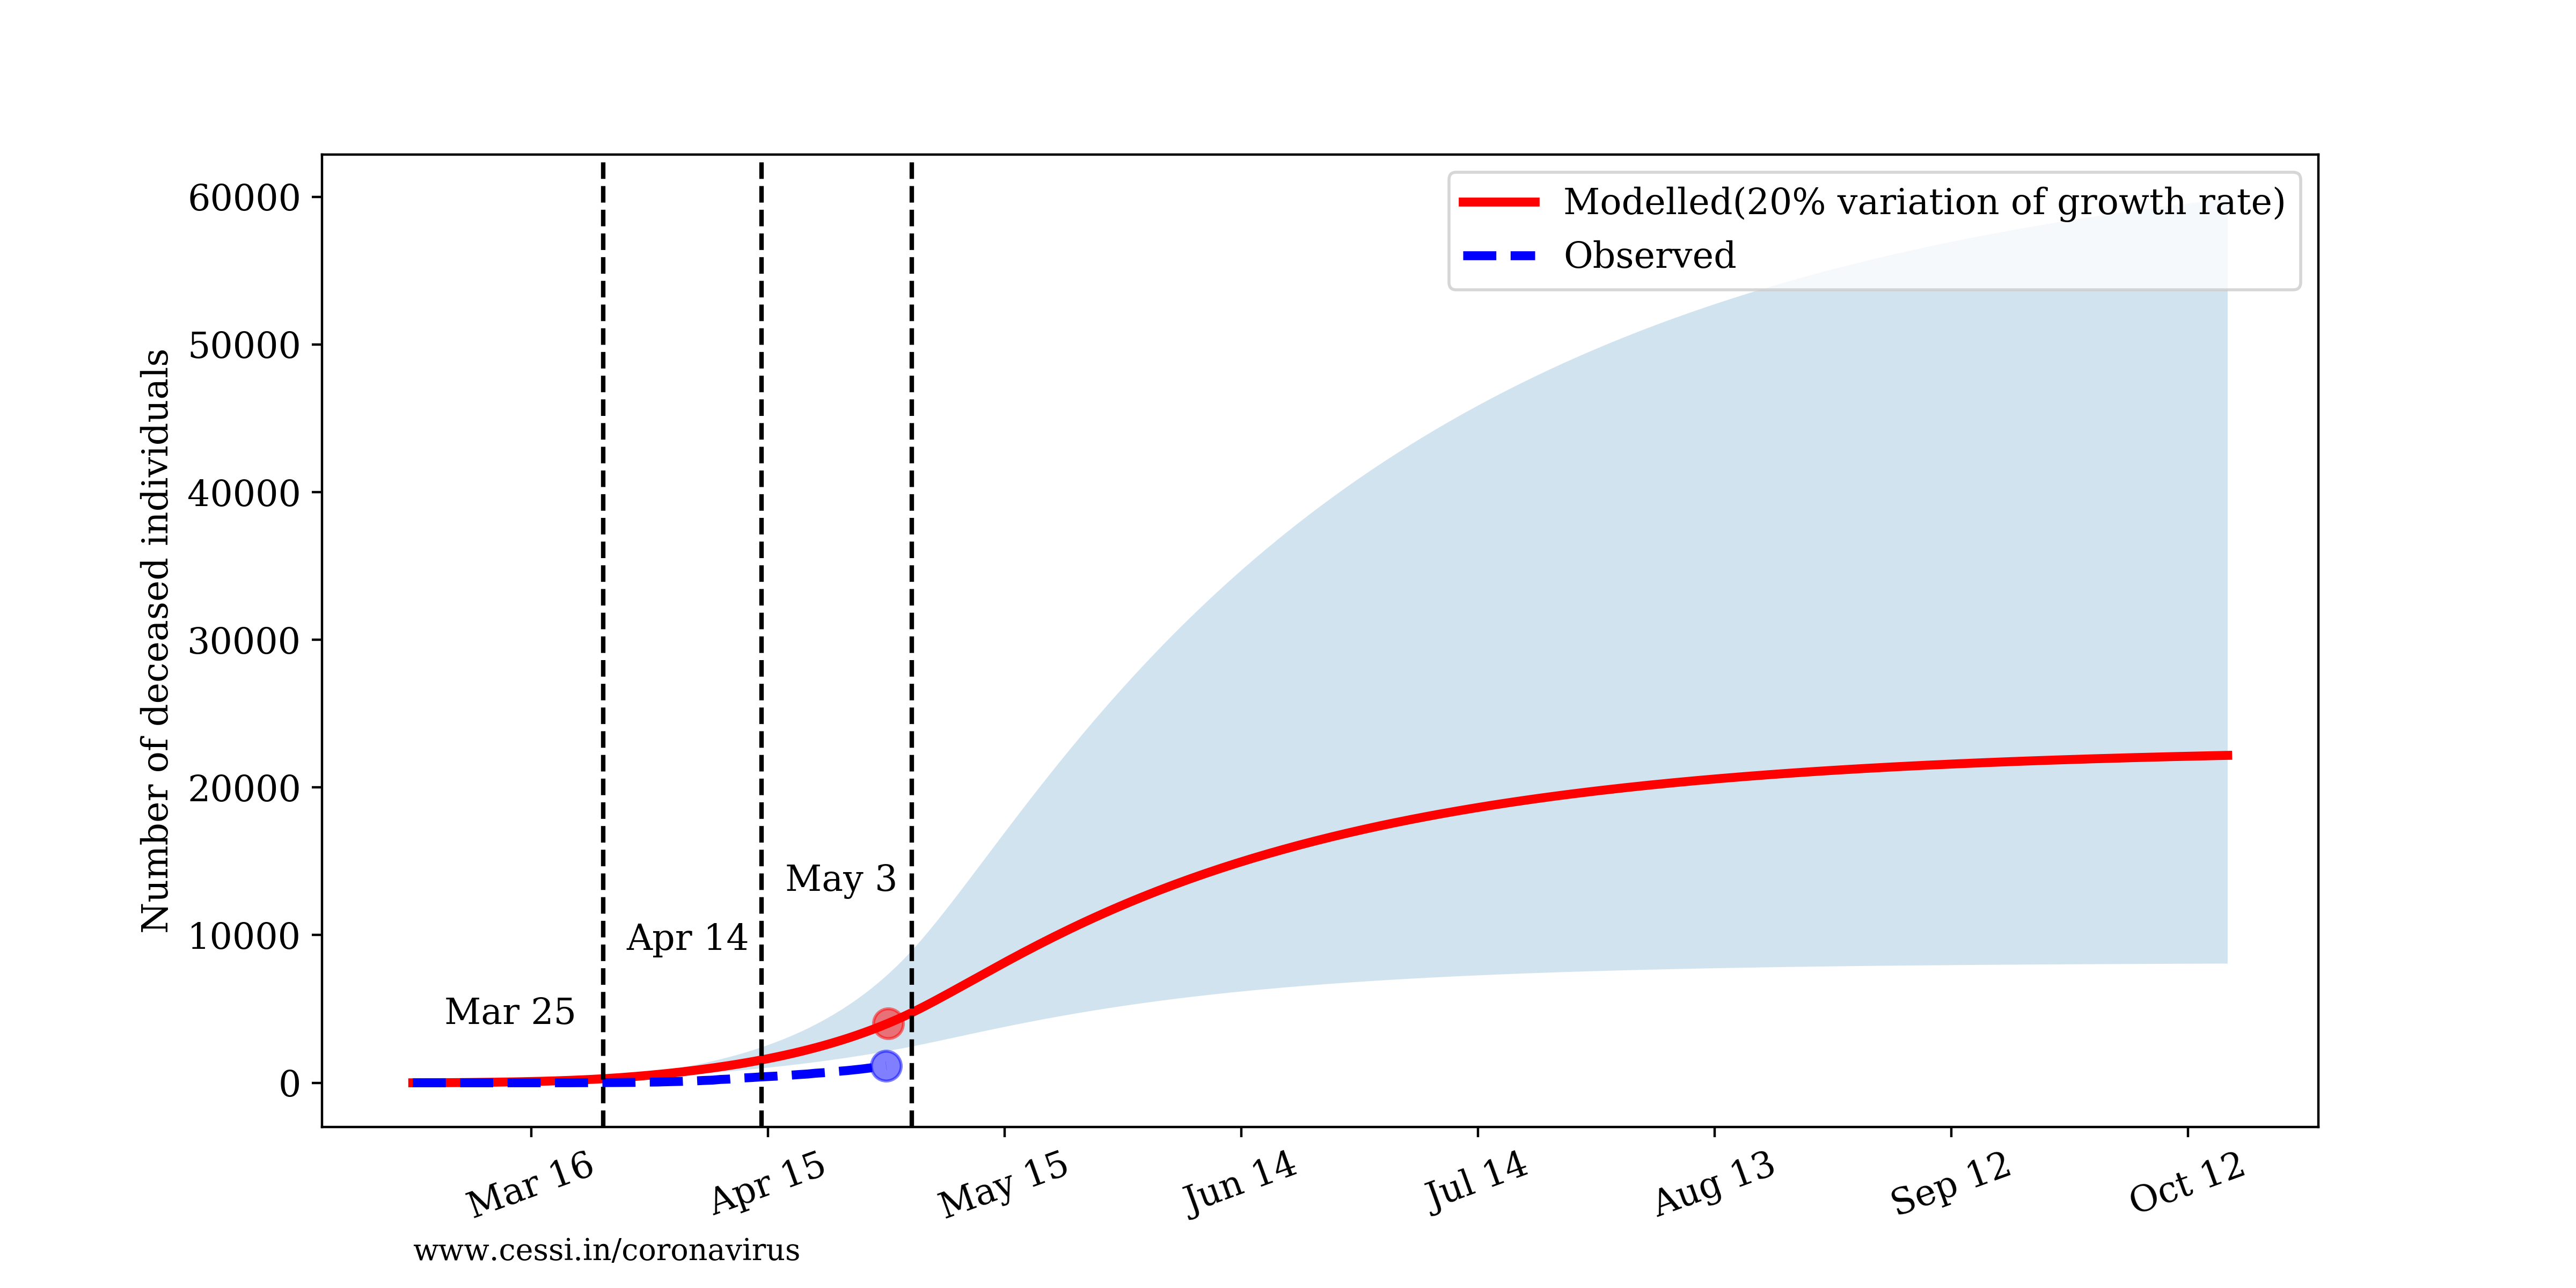 Modelled(20% variation of growth rate)
Observed
60000
50000
40000
30000
20000
10000
0
Number of deceased individuals
May 3
Apr 14
Mar 25
Mar 16
Apr 15
May 15
Jun 14
Jul 14
Aug 13
Sep 12
Oct 12
www.cessi.in/coronavirus